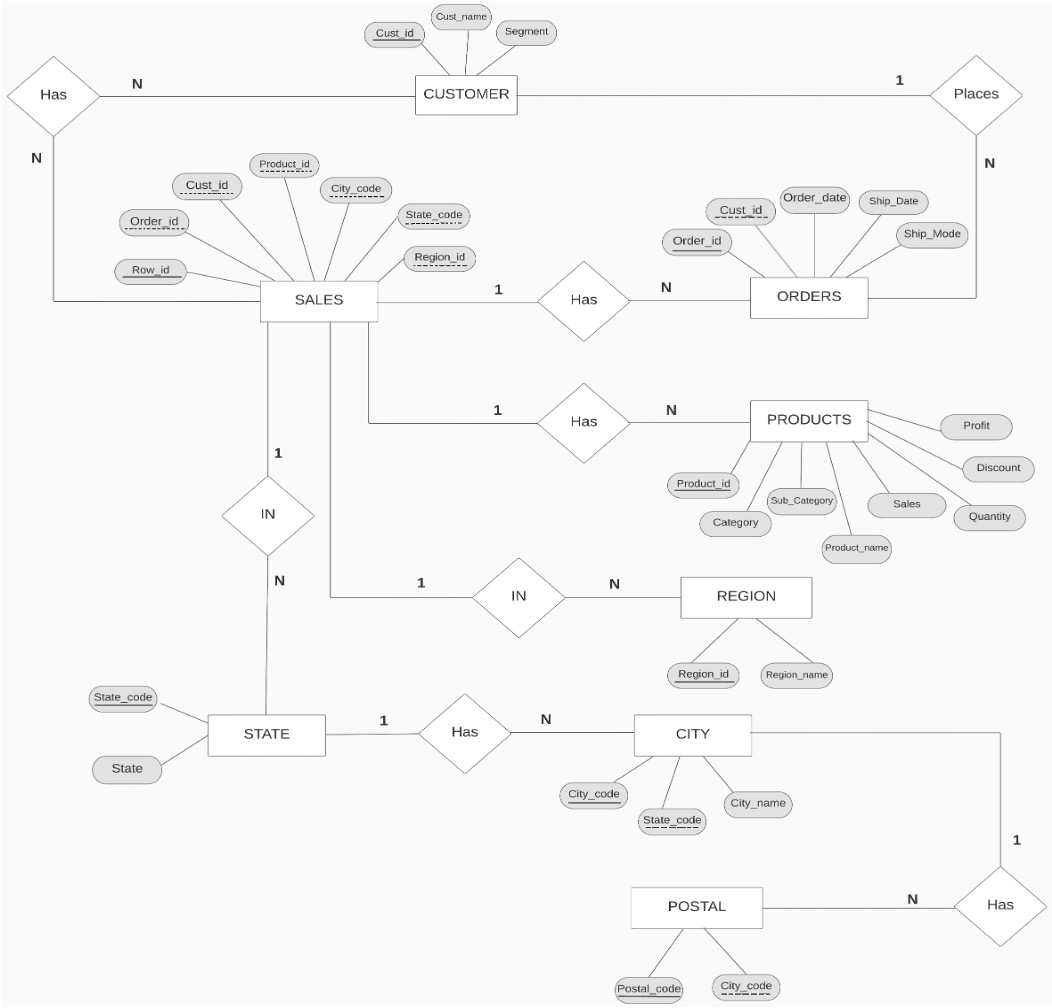 Cust_name
Cust_id
Segment
Has
N
CUSTOMER
1
Places
N
N
Product_id
Cust_id
City_code
Order_id
State_code
Row_id
Region_id
SALES
Order_date
Cust_id
Ship_Date
Order_id
Ship_Mode
1
Has
N
ORDERS
1
Has
N
PRODUCTS
Profit
Discount
Product_id
Sub_Category
Sales
Category
Quantity
Product_name
1
IN
N
1
IN
N
REGION
Region_id
Region_name
State_code
STATE
State
1
Has
N
CITY
City_code
City_name
State_code
1
POSTAL
N
Has
Postal_code
City_code